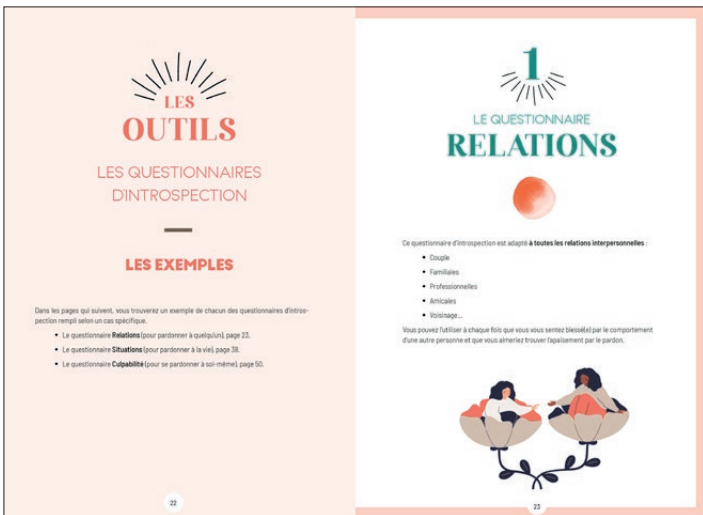 LES
OUTILS
LES QUESTIONNAIRES
D'INTROSPECTION
LES EXEMPLES
Dans les pages qui suivent, vous trouverez un exemple de chacun des questionnaires d'intros-
pection rempli selon un cas spécifique.
• Le questionnaire Relations (pour pardonner à quelqu'un), page 23.
• Le questionnaire Situations (pour pardonner à la vie), page 38.
• Le questionnaire Culpabilité (pour se pardonner à soi-même), page 50.
22
1
LE QUESTIONNAIRE
RELATIONS
Ce questionnaire d'introspection est adapté à toutes les relations interpersonnelles :
• Couple
• Familiales
• Professionnelles
• Amicales
• Voisinage...
Vous pouvez l'utiliser à chaque fois que vous vous sentez blessé(e) par le comportement
d'une autre personne et que vous aimeriez trouver l'apaisement par le pardon.
23